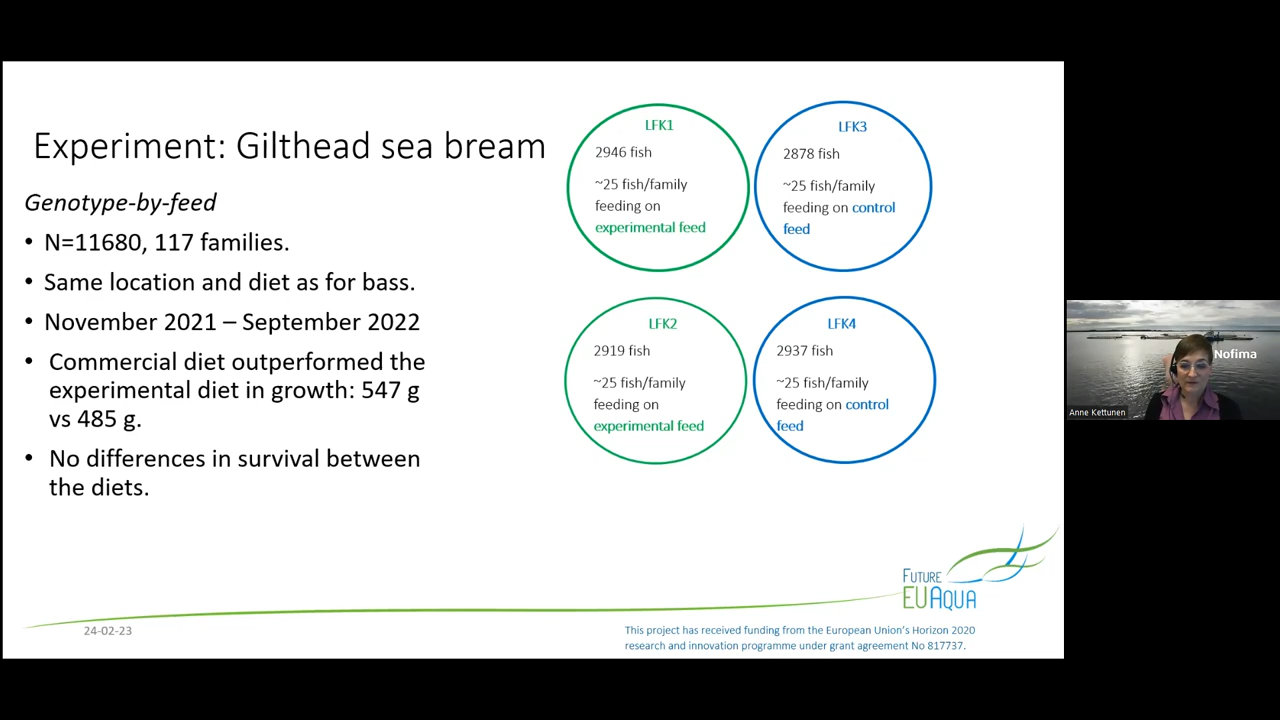 Experiment: Gilthead sea bream
Genotype-by-feed
• N=11680, 117 families.
• Same location and diet as for bass.
• November 2021 – September 2022
• Commercial diet outperformed the
experimental diet in growth: 547 g
vs 485 g.
• No differences in survival between
the diets.
LFK1
2946 fish
~25 fish/family
feeding on
experimental feed
LFK3
2878 fish
~25 fish/family
feeding on control
feed
LFK2
2919 fish
~25 fish/family
feeding on
experimental feed
LFK4
2937 fish
~25 fish/family
feeding on control
feed
FUTURE
EUAQUA
24-02-23
This project has received funding from the European Union's Horizon 2020
research and innovation programme under grant agreement No 817737.
Nofima
Anne Kettunen